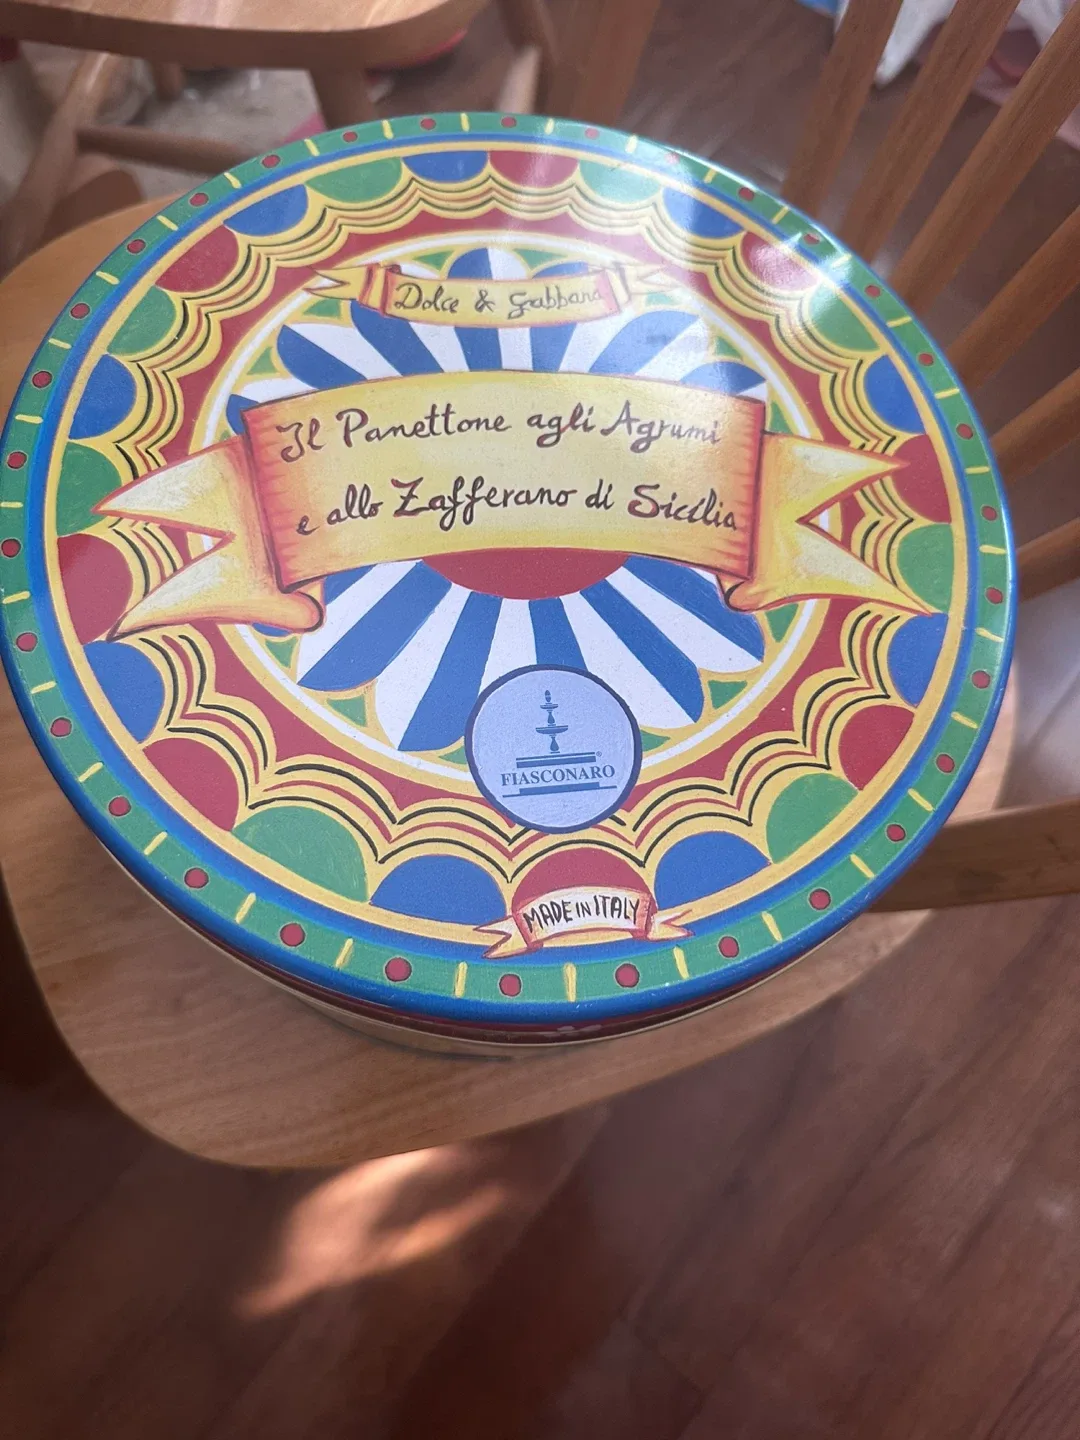 Dolce & Gabbana
Il Panettone agli Agrumi
e allo Zafferano di Sicilia
FIASCONARO
MADE IN ITALY